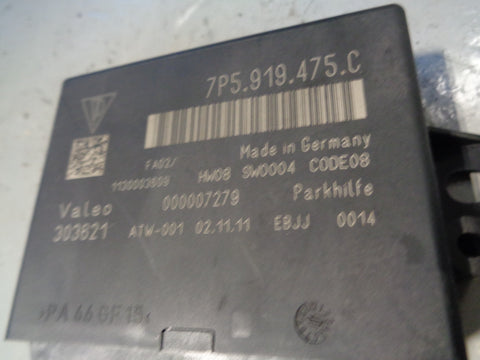 7P5.919.475.C
Made in Germany
FA02/
1120003609
HW08 SW0004 CODE08
Valeo 000007279 Parkhilfe
303621 ATW-001 02.11.11 EBJJ 0014
>PA 66 GF 15<